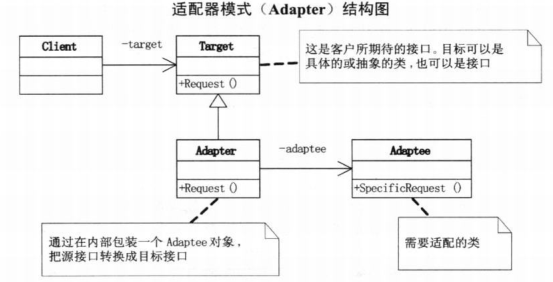 适配器模式（Adapter）结构图
Client
-target
Target
+Request()
这是客户所期待的接口。目标可以是
具体的或抽象的类，也可以是接口
Adapter
+Request()
-adaptee
Adaptee
+SpecificRequest()
通过在内部包装一个 Adaptee 对象，
把源接口转换成目标接口
需要适配的类